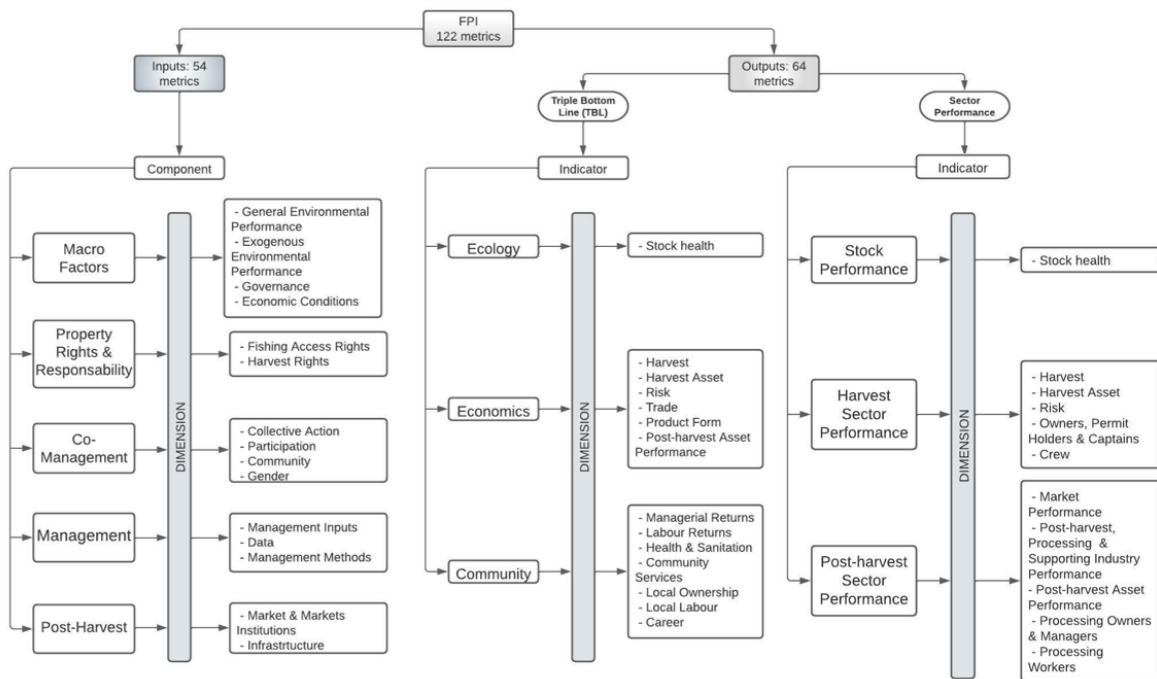 FPI
122 metrics
Inputs: 54
metrics
Outputs: 64
metrics
Triple Bottom
Line (TBL)
Sector
Performance
Component
Indicator
Indicator
Macro
Factors
Property
Rights &
Responsability
Co-
Management
Management
Post-Harvest
DIMENSION
- General Environmental
Performance
- Exogenous
Environmental
Performance
- Governance
- Economic Conditions
- Fishing Access Rights
- Harvest Rights
- Collective Action
- Participation
- Community
- Gender
- Management Inputs
- Data
- Management Methods
- Market & Markets
Institutions
- Infrastrtucture
Ecology
Economics
Community
DIMENSION
- Stock health
- Harvest
- Harvest Asset
- Risk
- Trade
- Product Form
- Post-harvest Asset
Performance
- Managerial Returns
- Labour Returns
- Health & Sanitation
- Community
Services
- Local Ownership
- Local Labour
- Career
Stock
Performance
Harvest
Sector
Performance
Post-harvest
Sector
Performance
DIMENSION
- Stock health
- Harvest
- Harvest Asset
- Risk
- Owners, Permit
Holders & Captains
- Crew
- Market
Performance
- Post-harvest,
Processing &
Supporting Industry
Performance
- Post-harvest Asset
Performance
- Processing Owners
& Managers
- Processing
Workers